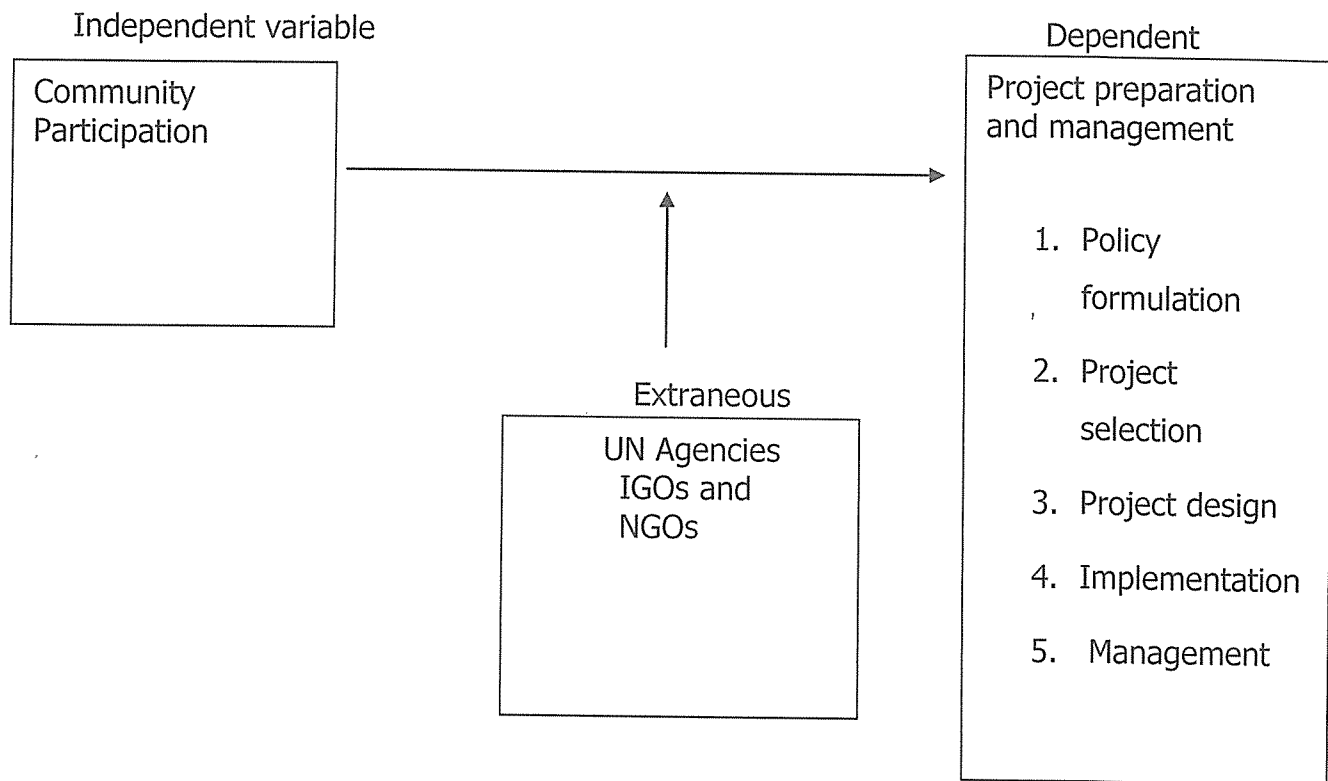 Independent variable
Community
Participation
Dependent
Project preparation
and management
1. Policy
formulation
2. Project
selection
3. Project design
4. Implementation
5. Management
Extraneous
UN Agencies
IGOs and
NGOs